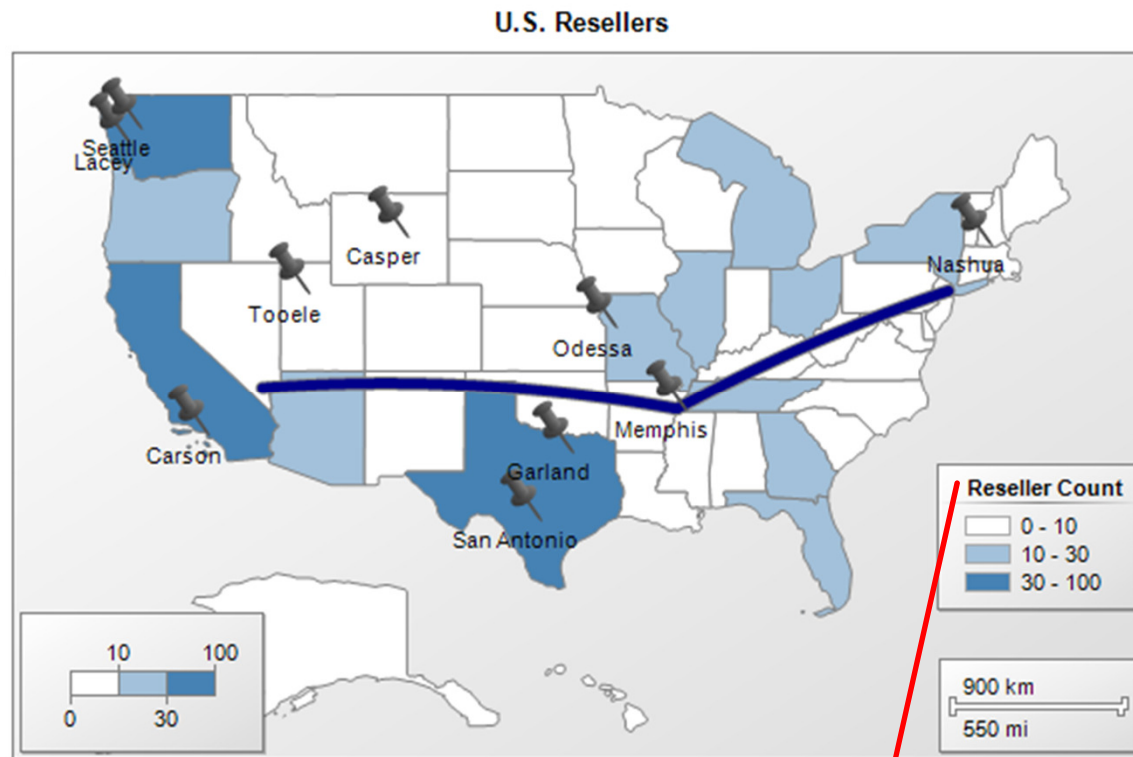 U.S. Resellers
Seattle
Lacey
Casper
Nashua
Tooele
Odessa
Memphis
Carson
Garland
San Antonio
Reseller Count
0 - 10
10 - 30
30 - 100
10 100
0 30
900 km
550 mi